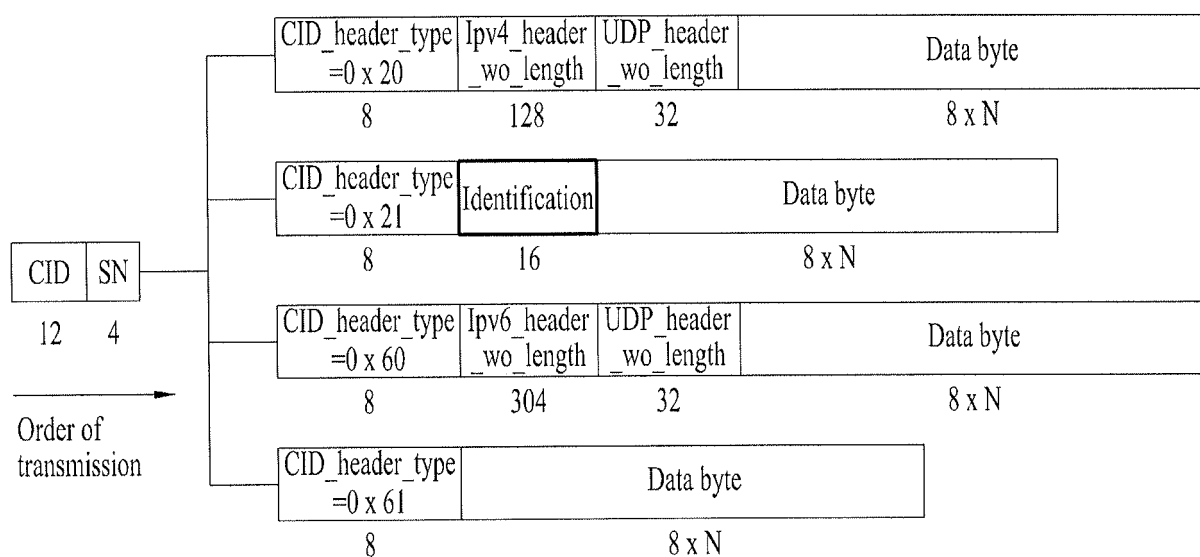 CID_header_type
=0 x 20
Ipv4_header
_wo_length
UDP_header
_wo_length
Data byte
8
128
32
8 x N
CID_header_type
=0 x 21
Identification
Data byte
8
16
8 x N
CID
SN
12
4
Order of
transmission
CID_header_type
=0 x 60
Ipv6_header
_wo_length
UDP_header
_wo_length
Data byte
8
304
32
8 x N
CID_header_type
=0 x 61
Data byte
8
8 x N